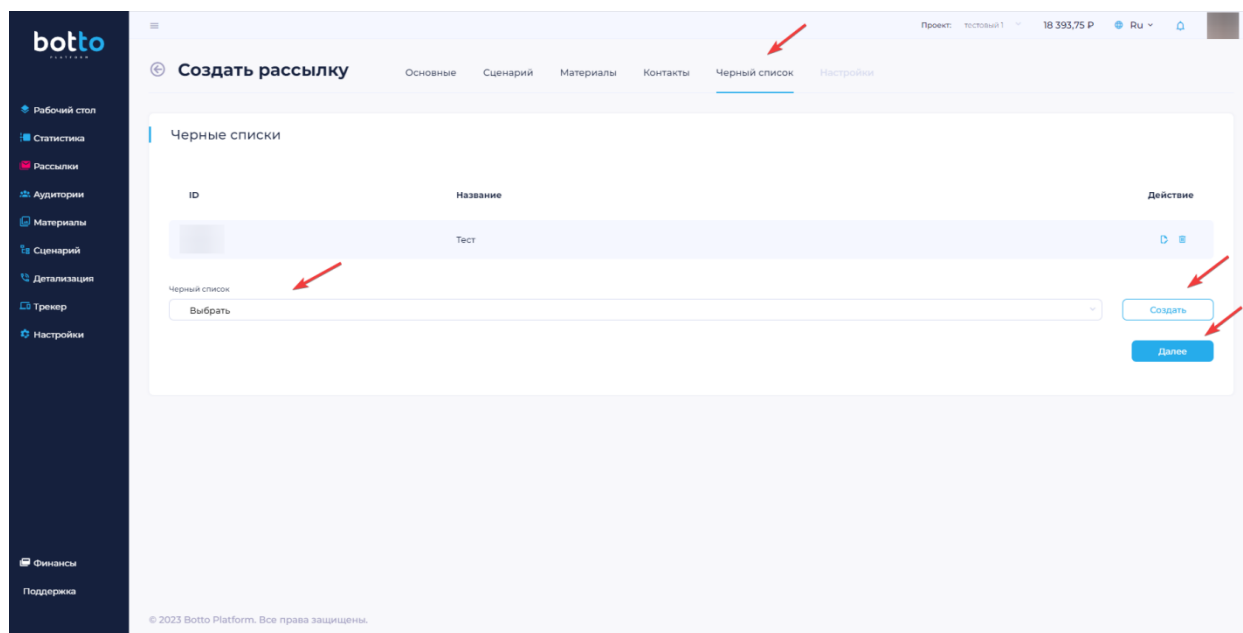 botto
PLATFORM
Проект: тестовый 1 18 393,75 ₽ Ru
Создать рассылку Основные Сценарий Материалы Контакты Черный список Настройки
Рабочий стол
Статистика
Рассылки
Аудитории
Материалы
Сценарий
Детализация
Трекер
Настройки
Черные списки
ID Название Действие
Тест
Черный список
Выбрать Создать
Далее
Финансы
Поддержка
© 2023 Botto Platform. Все права защищены.